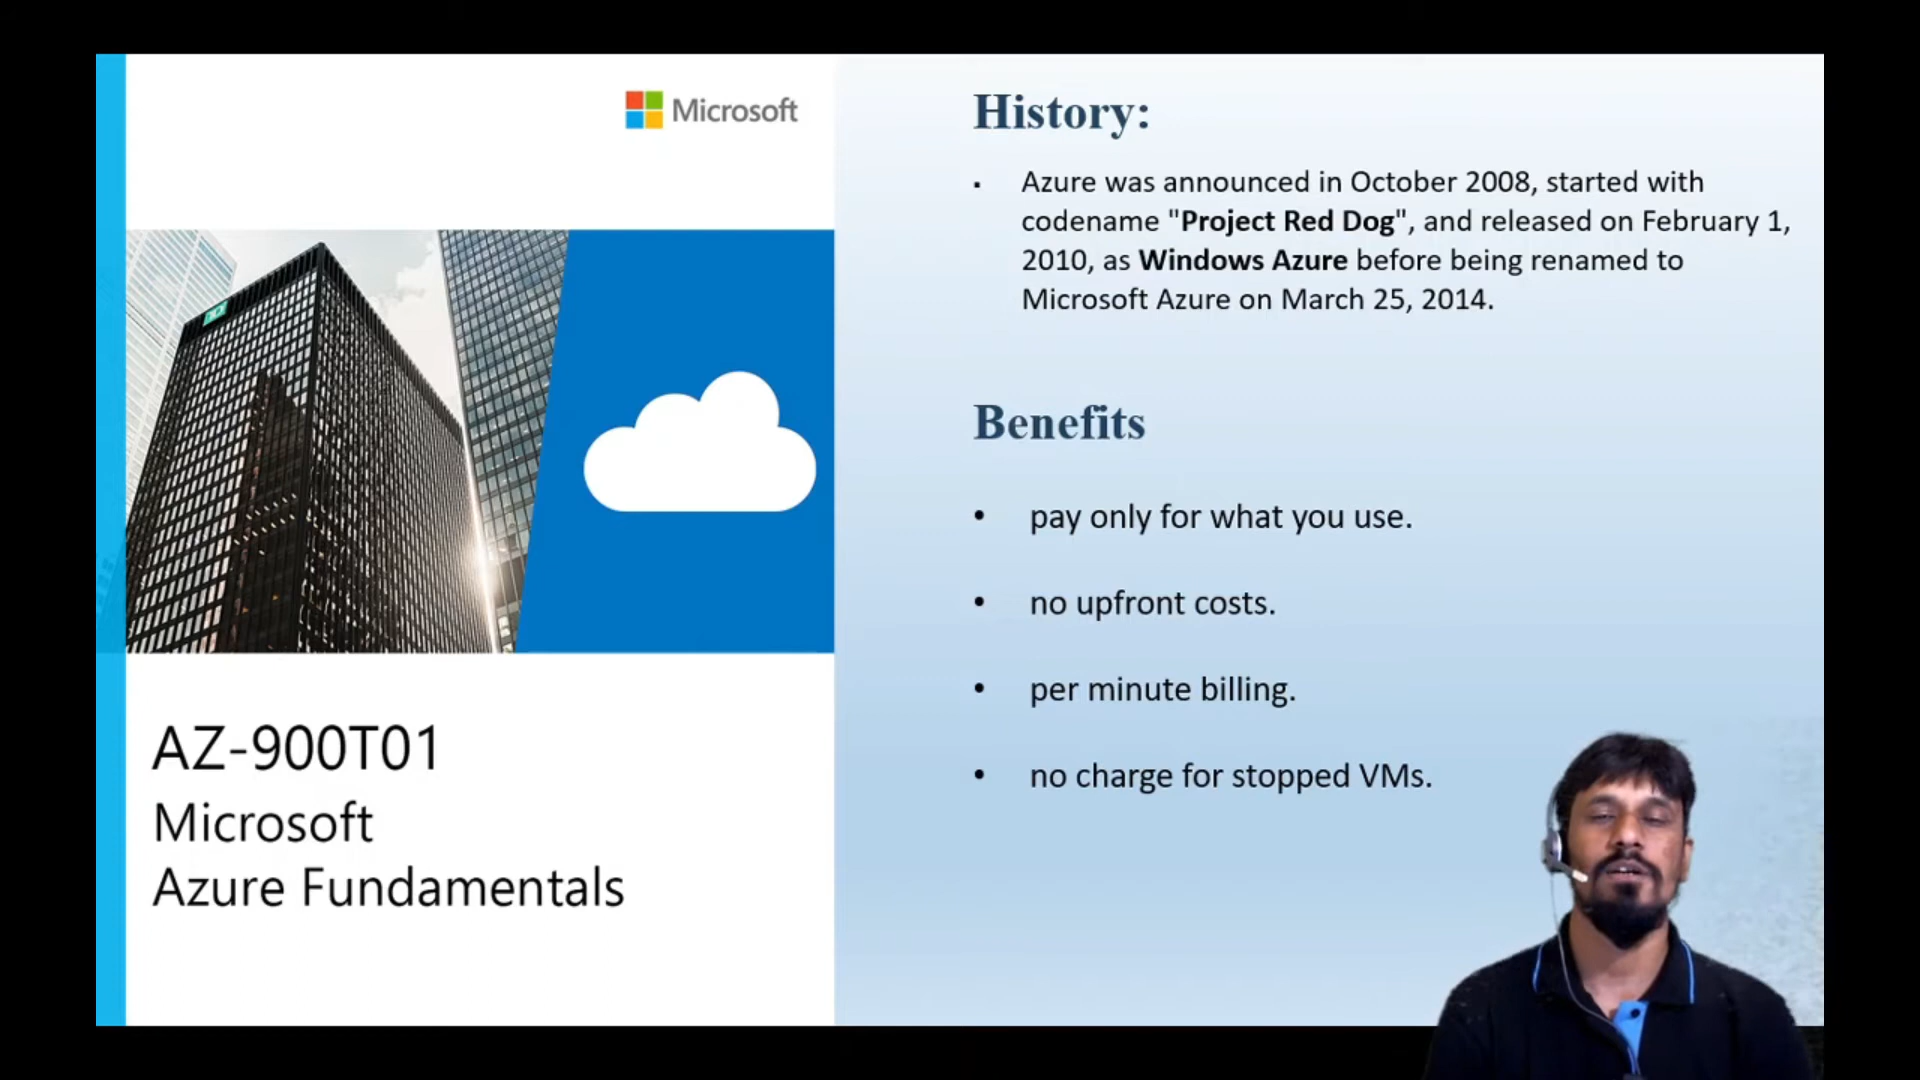 Microsoft
AZ-900T01
Microsoft
Azure Fundamentals
History:
▪ Azure was announced in October 2008, started with
codename "Project Red Dog", and released on February 1,
2010, as Windows Azure before being renamed to
Microsoft Azure on March 25, 2014.
Benefits
• pay only for what you use.
• no upfront costs.
• per minute billing.
• no charge for stopped VMs.